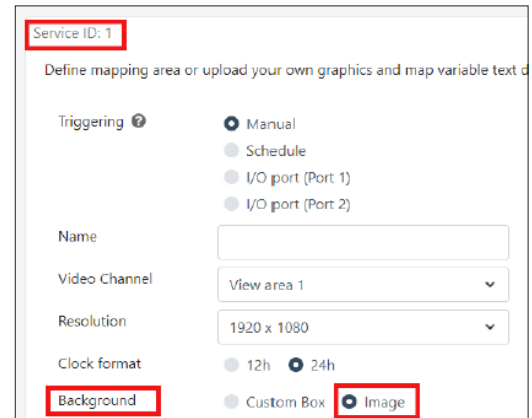 Service ID: 1
Define mapping area or upload your own graphics and map variable text d
Triggering ? Manual
Schedule
I/O port (Port 1)
I/O port (Port 2)
Name
Video Channel View area 1
Resolution 1920 x 1080
Clock format 12h 24h
Background Custom Box Image